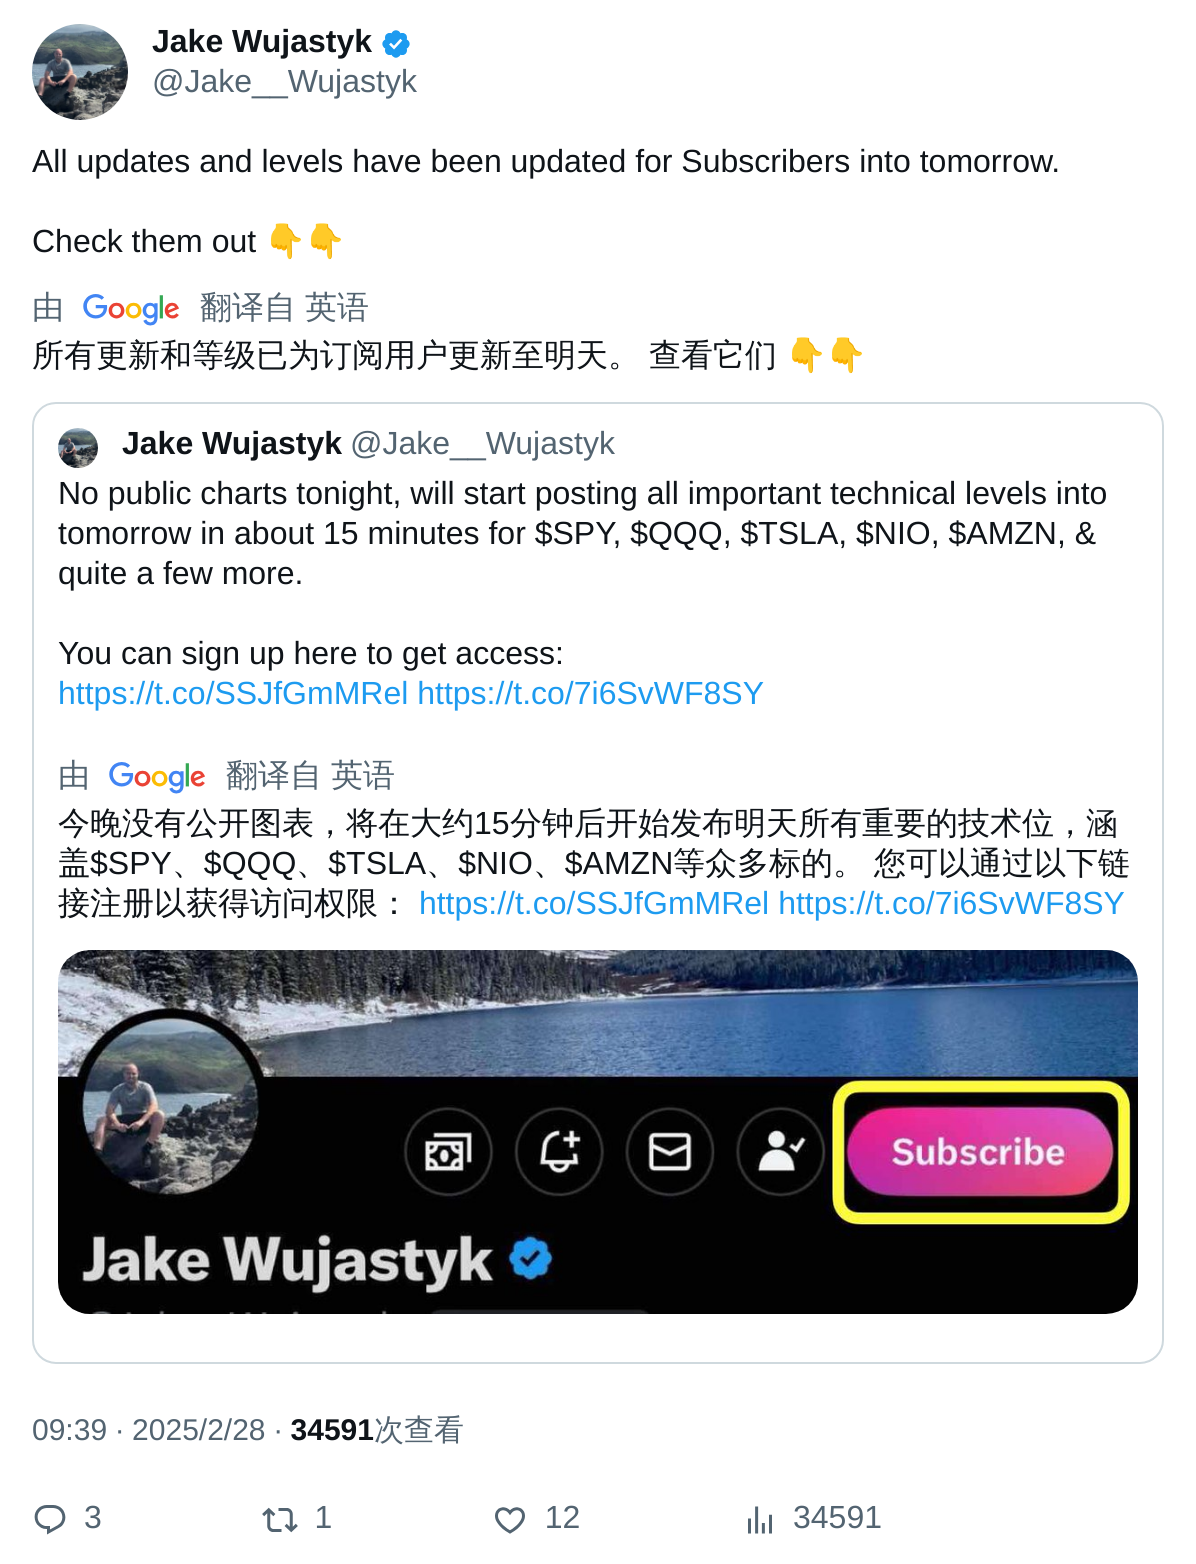 Jake Wujastyk
@Jake__Wujastyk
All updates and levels have been updated for Subscribers into tomorrow.
Check them out 👇👇
由 Google 翻译自 英语
所有更新和等级已为订阅用户更新至明天。 查看它们 👇👇
Jake Wujastyk @Jake__Wujastyk
No public charts tonight, will start posting all important technical levels into
tomorrow in about 15 minutes for $SPY, $QQQ, $TSLA, $NIO, $AMZN, &
quite a few more.
You can sign up here to get access:
https://t.co/SSJfGmMRel https://t.co/7i6SvWF8SY
由 Google 翻译自 英语
今晚没有公开图表，将在大约15分钟后开始发布明天所有重要的技术位，涵
盖$SPY、$QQQ、$TSLA、$NIO、$AMZN等众多标的。 您可以通过以下链
接注册以获得访问权限： https://t.co/SSJfGmMRel https://t.co/7i6SvWF8SY
Subscribe
Jake Wujastyk
09:39 · 2025/2/28 · 34591次查看
3 1 12 34591